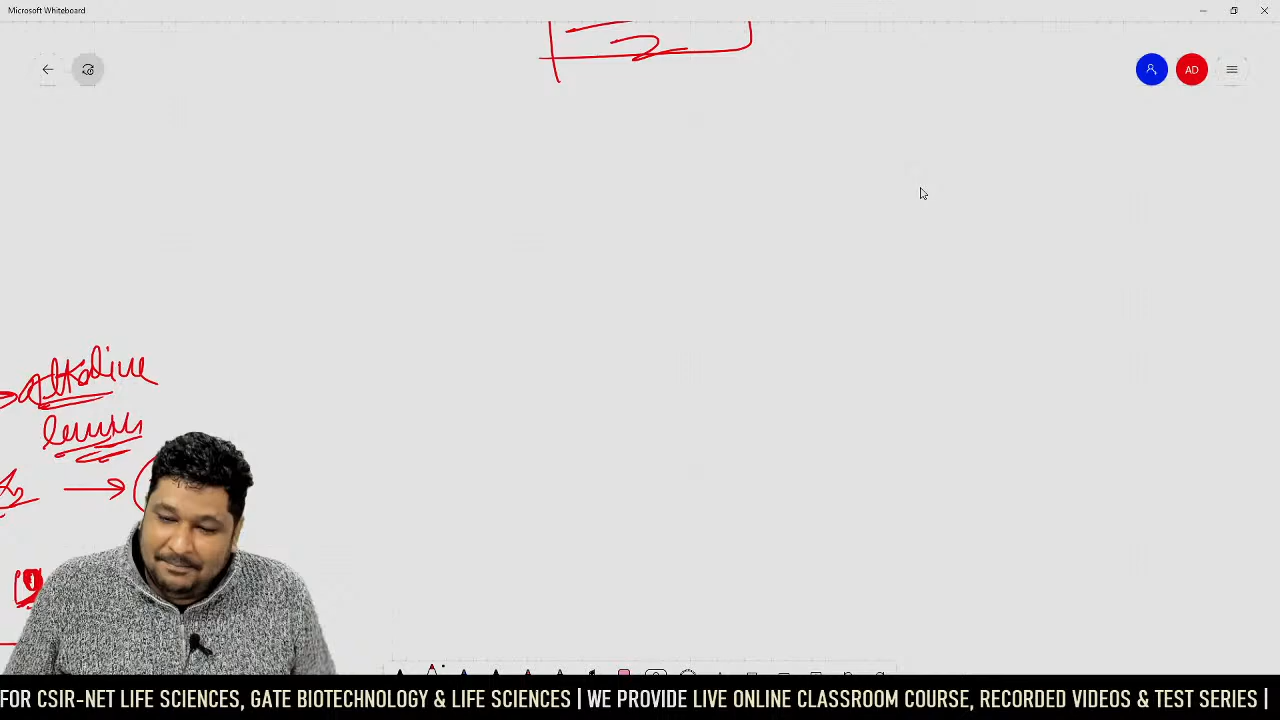 Microsoft Whiteboard
AD
alkaline
FOR CSIR-NET LIFE SCIENCES, GATE BIOTECHNOLOGY & LIFE SCIENCES | WE PROVIDE LIVE ONLINE CLASSROOM COURSE, RECORDED VIDEOS & TEST SERIES |